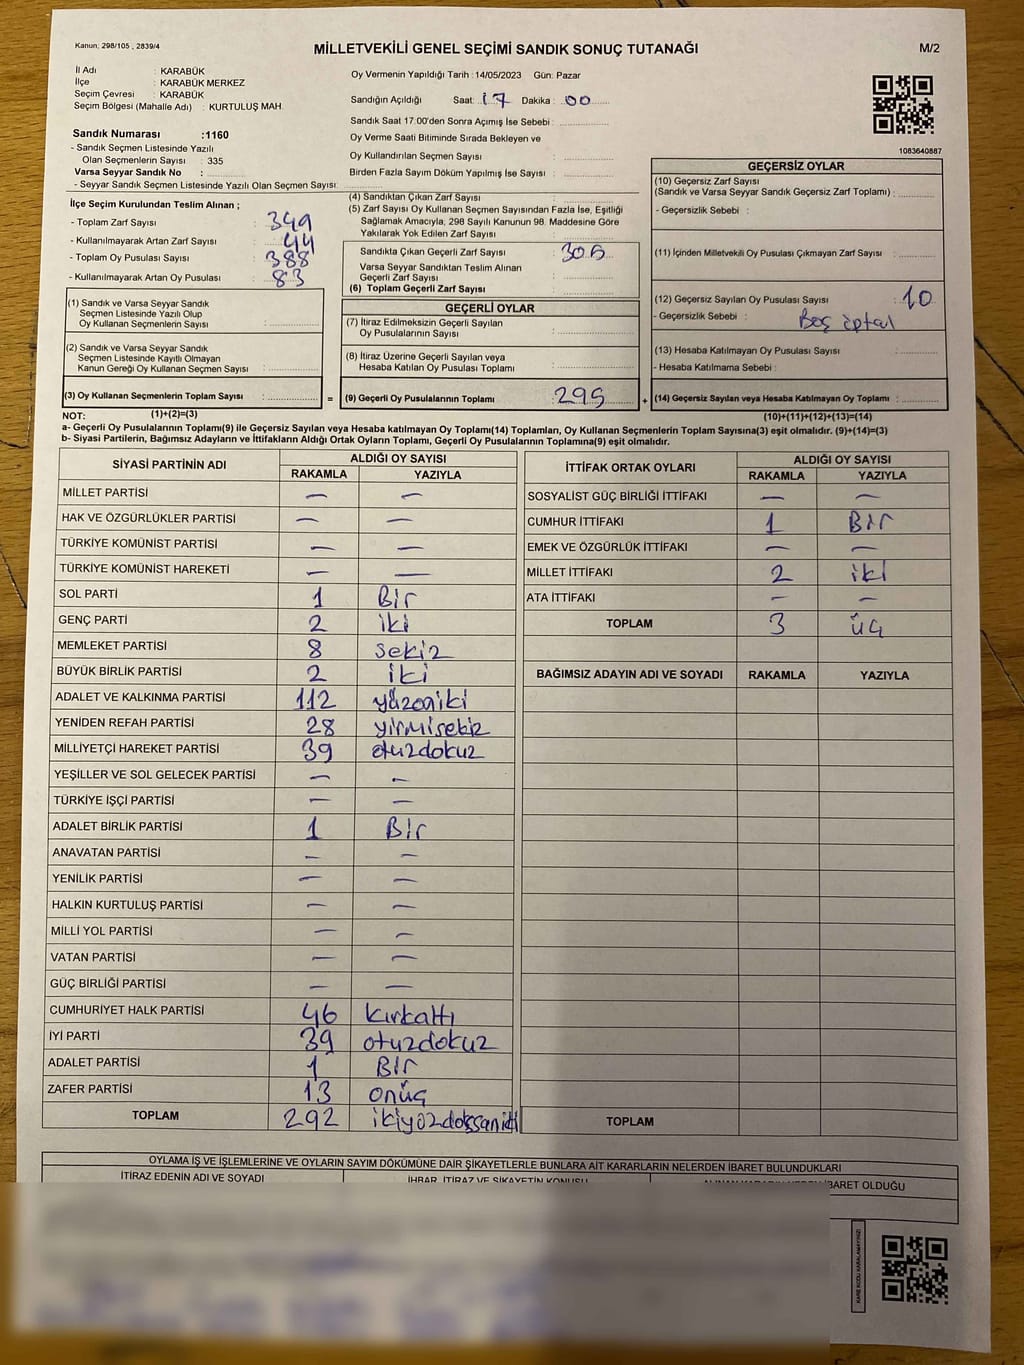 Kanun: 298/105 , 2839/4
MİLLETVEKİLİ GENEL SEÇİMİ SANDIK SONUÇ TUTANAĞI
M/2
İl Adı : KARABÜK
İlçe : KARABÜK MERKEZ
Seçim Çevresi : KARABÜK
Seçim Bölgesi (Mahalle Adı) : KURTULUŞ MAH.
Oy Vermenin Yapıldığı Tarih : 14/05/2023 Gün: Pazar
Sandığın Açıldığı Saat: 17 Dakika : 00
Sandık Saat 17:00'den Sonra Açımış İse Sebebi :
Oy Verme Saati Bitiminde Sırada Bekleyen ve
Oy Kullandırılan Seçmen Sayısı :
Birden Fazla Sayım Döküm Yapılmış İse Sayısı :
1083640887
Sandık Numarası :1160
- Sandık Seçmen Listesinde Yazılı
Olan Seçmenlerin Sayısı : 335
Varsa Seyyar Sandık No :
- Seyyar Sandık Seçmen Listesinde Yazılı Olan Seçmen Sayısı:
İlçe Seçim Kurulundan Teslim Alınan ;
- Toplam Zarf Sayısı : 349
- Kullanılmayarak Artan Zarf Sayısı : 44
- Toplam Oy Pusulası Sayısı : 388
- Kullanılmayarak Artan Oy Pusulası : 83
(1) Sandık ve Varsa Seyyar Sandık
Seçmen Listesinde Yazılı Olup
Oy Kullanan Seçmenlerin Sayısı :
(2) Sandık ve Varsa Seyyar Sandık
Seçmen Listesinde Kayıtlı Olmayan
Kanun Gereği Oy Kullanan Seçmen Sayısı :
(3) Oy Kullanan Seçmenlerin Toplam Sayısı : =
(4) Sandıktan Çıkan Zarf Sayısı :
(5) Zarf Sayısı Oy Kullanan Seçmen Sayısından Fazla İse, Eşitliği
Sağlamak Amacıyla, 298 Sayılı Kanunun 98. Maddesine Göre
Yakılarak Yok Edilen Zarf Sayısı :
Sandıkta Çıkan Geçerli Zarf Sayısı : 305
Varsa Seyyar Sandıktan Teslim Alınan
Geçerli Zarf Sayısı :
(6) Toplam Geçerli Zarf Sayısı :
GEÇERLİ OYLAR
(7) İtiraz Edilmeksizin Geçerli Sayılan
Oy Pusulalarının Sayısı :
(8) İtiraz Üzerine Geçerli Sayılan veya
Hesaba Katılan Oy Pusulası Toplamı :
(9) Geçerli Oy Pusulalarının Toplamı : 295 +
GEÇERSİZ OYLAR
(10) Geçersiz Zarf Sayısı
(Sandık ve Varsa Seyyar Sandık Geçersiz Zarf Toplamı) :
- Geçersizlik Sebebi :
(11) İçinden Milletvekili Oy Pusulası Çıkmayan Zarf Sayısı :
(12) Geçersiz Sayılan Oy Pusulası Sayısı : 10
- Geçersizlik Sebebi : Boş iptal
(13) Hesaba Katılmayan Oy Pusulası Sayısı :
- Hesaba Katılmama Sebebi :
(14) Geçersiz Sayılan veya Hesaba Katılmayan Oy Toplamı :
NOT: (1)+(2)=(3)
(10)+(11)+(12)+(13)=(14)
a- Geçerli Oy Pusulalarının Toplamı(9) ile Geçersiz Sayılan veya Hesaba katılmayan Oy Toplamı(14) Toplamları, Oy Kullanan Seçmenlerin Toplam Sayısına(3) eşit olmalıdır. (9)+(14)=(3)
b- Siyasi Partilerin, Bağımsız Adayların ve İttifakların Aldığı Ortak Oyların Toplamı, Geçerli Oy Pusulalarının Toplamına(9) eşit olmalıdır.
SİYASİ PARTİNİN ADI ALDIĞI OY SAYISI
RAKAMLA YAZIYLA
MİLLET PARTİSİ — —
HAK VE ÖZGÜRLÜKLER PARTİSİ — —
TÜRKİYE KOMÜNİST PARTİSİ — —
TÜRKİYE KOMÜNİST HAREKETİ — —
SOL PARTİ 1 Bir
GENÇ PARTİ 2 iki
MEMLEKET PARTİSİ 8 sekiz
BÜYÜK BİRLİK PARTİSİ 2 iki
ADALET VE KALKINMA PARTİSİ 112 yüzoniki
YENİDEN REFAH PARTİSİ 28 yirmisekiz
MİLLİYETÇİ HAREKET PARTİSİ 39 otuzdokuz
YEŞİLLER VE SOL GELECEK PARTİSİ — —
TÜRKİYE İŞÇİ PARTİSİ — —
ADALET BİRLİK PARTİSİ 1 Bir
ANAVATAN PARTİSİ — —
YENİLİK PARTİSİ — —
HALKIN KURTULUŞ PARTİSİ — —
MİLLİ YOL PARTİSİ — —
VATAN PARTİSİ — —
GÜÇ BİRLİĞİ PARTİSİ — —
CUMHURİYET HALK PARTİSİ 46 kırkaltı
İYİ PARTİ 39 otuzdokuz
ADALET PARTİSİ 1 Bir
ZAFER PARTİSİ 13 onüç
TOPLAM 292 ikiyüzdoksaniki
İTTİFAK ORTAK OYLARI ALDIĞI OY SAYISI
RAKAMLA YAZIYLA
SOSYALİST GÜÇ BİRLİĞİ İTTİFAKI — —
CUMHUR İTTİFAKI 1 Bir
EMEK VE ÖZGÜRLÜK İTTİFAKI — —
MİLLET İTTİFAKI 2 iki
ATA İTTİFAKI — —
TOPLAM 3 üç
BAĞIMSIZ ADAYIN ADI VE SOYADI RAKAMLA YAZIYLA
TOPLAM
OYLAMA İŞ VE İŞLEMLERİNE VE OYLARIN SAYIM DÖKÜMÜNE DAİR ŞİKAYETLERLE BUNLARA AİT KARARLARIN NELERDEN İBARET BULUNDUKLARI
İTİRAZ EDENİN ADI VE SOYADI İHBAR, İTİRAZ VE ŞİKAYETİN KONUSU ALINAN KARARIN NEDEN İBARET OLDUĞU
KARE KODU KARALAMAYINIZ!